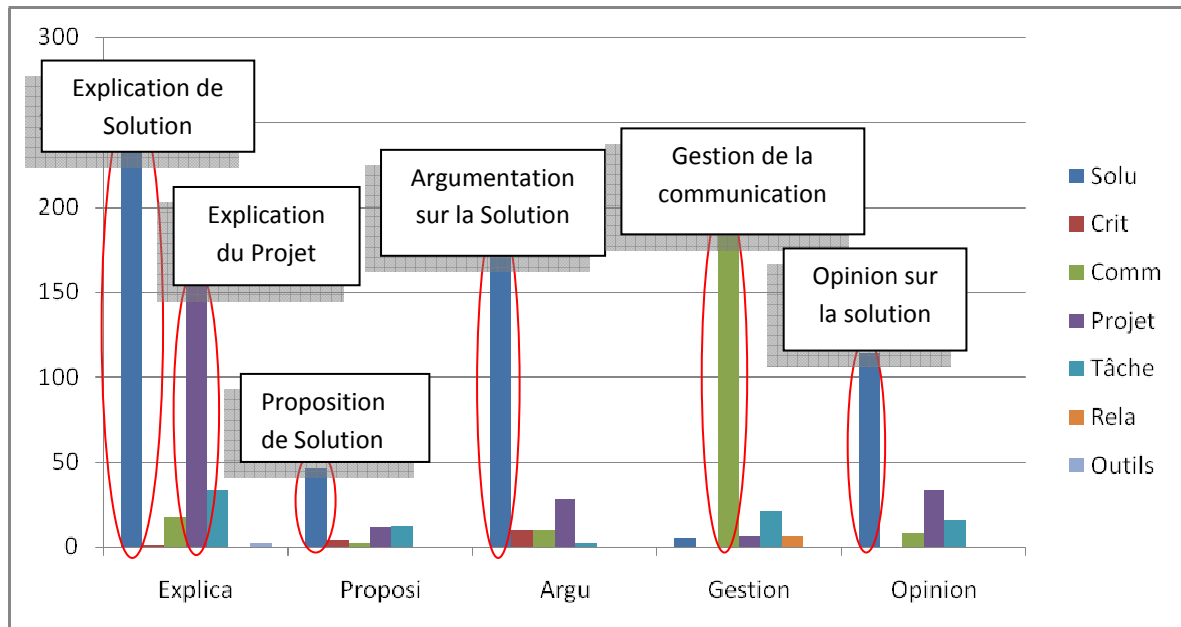 300
200
150
100
50
0
Explication de
Solution
Explication
du Projet
Proposition
de Solution
Argumentation
sur la Solution
Gestion de la
communication
Opinion sur
la solution
Explica
Proposi
Argu
Gestion
Opinion
Solu
Crit
Comm
Projet
Tâche
Rela
Outils